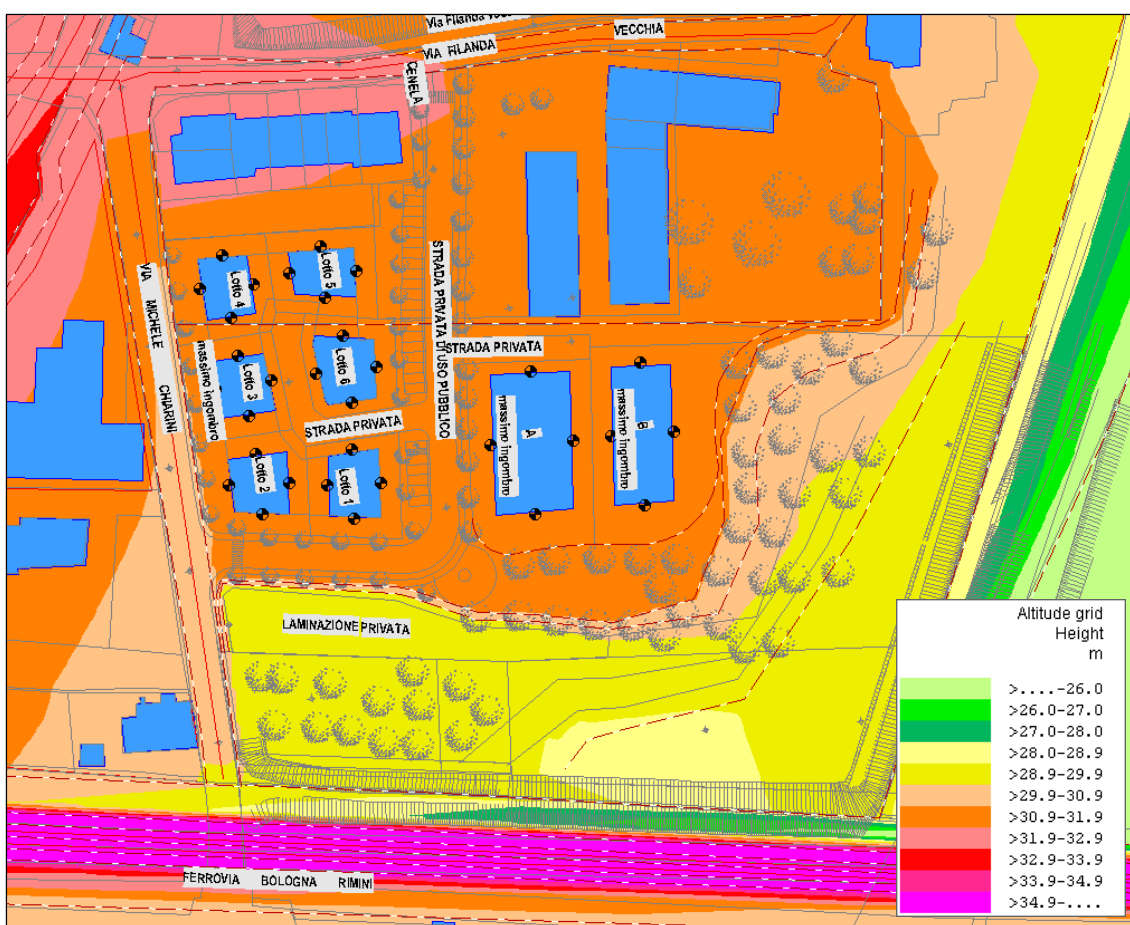 Via Filanda
VECCHIA
VIA FILANDA
CENELA
Lotto 4
Lotto 5
VIA MICHELE CHIARINI
STRADA PRIVATA DI USO PUBBLICO
STRADA PRIVATA
massimo ingombro
Lotto 3
Lotto 6
massimo ingombro
A
massimo ingombro
B
STRADA PRIVATA
Lotto 2
Lotto 1
LAMINAZIONE PRIVATA
FERROVIA BOLOGNA RIMINI
Altitude grid
Height
m
>....-26.0
>26.0-27.0
>27.0-28.0
>28.0-28.9
>28.9-29.9
>29.9-30.9
>30.9-31.9
>31.9-32.9
>32.9-33.9
>33.9-34.9
>34.9-....